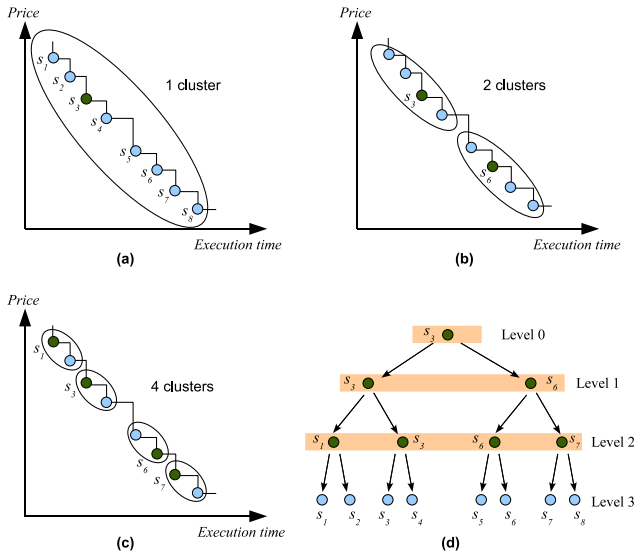 Price
s1
s2
s3
s4
s5
s6
s7
s8
1 cluster
Execution time
(a)
Price
s3
s6
2 clusters
Execution time
(b)
Price
s1
s3
s6
s7
4 clusters
Execution time
(c)
s3 Level 0
s3 s6 Level 1
s1 s3 s6 s7 Level 2
Level 3
s1 s2 s3 s4 s5 s6 s7 s8
(d)